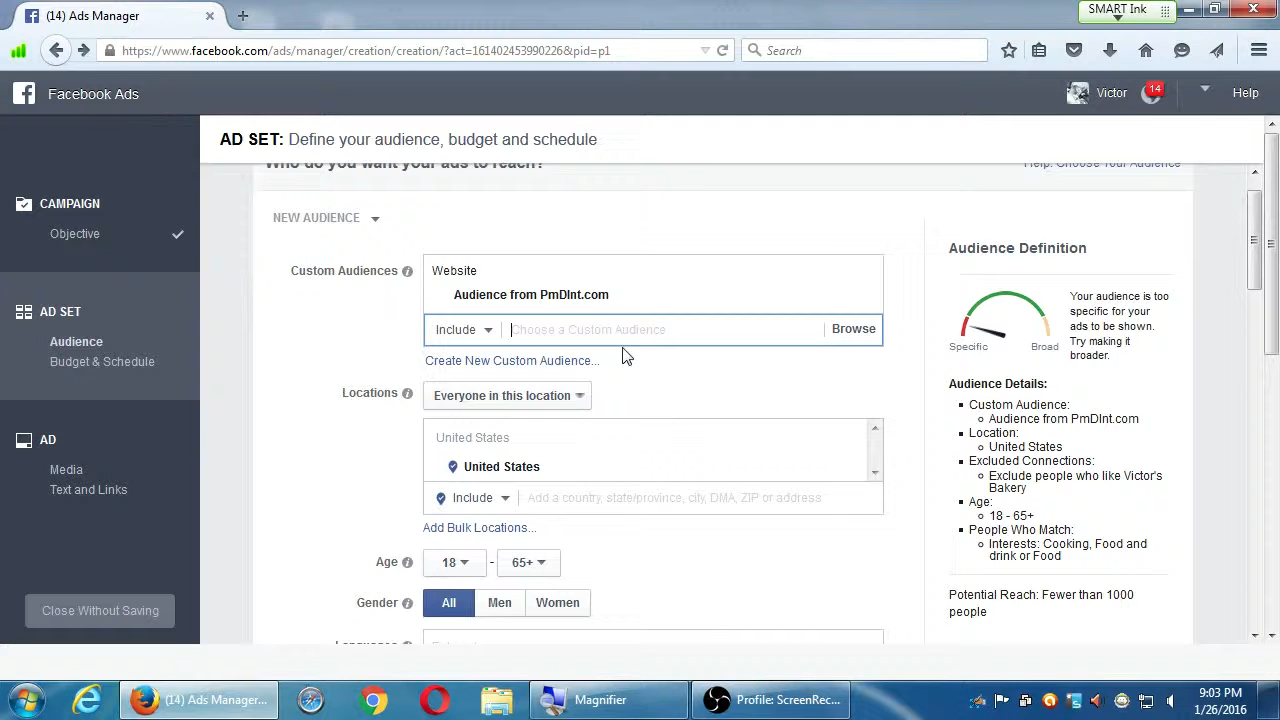 (14) Ads Manager
SMART Ink
https://www.facebook.com/ads/manager/creation/creation/?act=161402453990226&pid=p1
Search
Facebook Ads
Victor
14
Help
AD SET: Define your audience, budget and schedule
Who do you want your ads to reach?
Help: Choose Your Audience
CAMPAIGN
Objective
AD SET
Audience
Budget & Schedule
AD
Media
Text and Links
Close Without Saving
NEW AUDIENCE
Custom Audiences
Website
Audience from PmDInt.com
Include
Choose a Custom Audience
Browse
Create New Custom Audience...
Locations
Everyone in this location
United States
United States
Include
Add a country, state/province, city, DMA, ZIP or address
Add Bulk Locations...
Age
18
-
65+
Gender
All
Men
Women
Languages
Audience Definition
Specific
Broad
Your audience is too
specific for your
ads to be shown.
Try making it
broader.
Audience Details:
Custom Audience:
Audience from PmDInt.com
Location:
United States
Excluded Connections:
Exclude people who like Victor's
Bakery
Age:
18 - 65+
People Who Match:
Interests: Cooking, Food and
drink or Food
Potential Reach: Fewer than 1000
people
(14) Ads Manager...
Magnifier
Profile: ScreenRec...
9:03 PM
1/26/2016